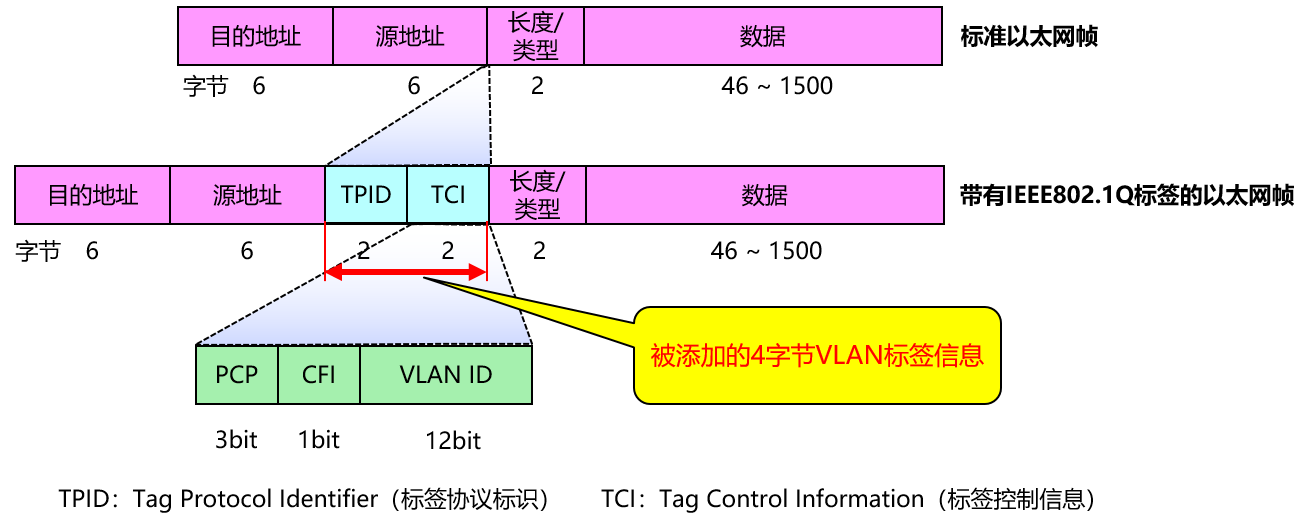 目的地址 源地址 长度/类型 数据 标准以太网帧
字节 6 6 2 46 ~ 1500
目的地址 源地址 TPID TCI 长度/类型 数据 带有IEEE802.1Q标签的以太网帧
字节 6 6 2 2 2 46 ~ 1500
被添加的4字节VLAN标签信息
PCP CFI VLAN ID
3bit 1bit 12bit
TPID：Tag Protocol Identifier（标签协议标识） TCI：Tag Control Information（标签控制信息）